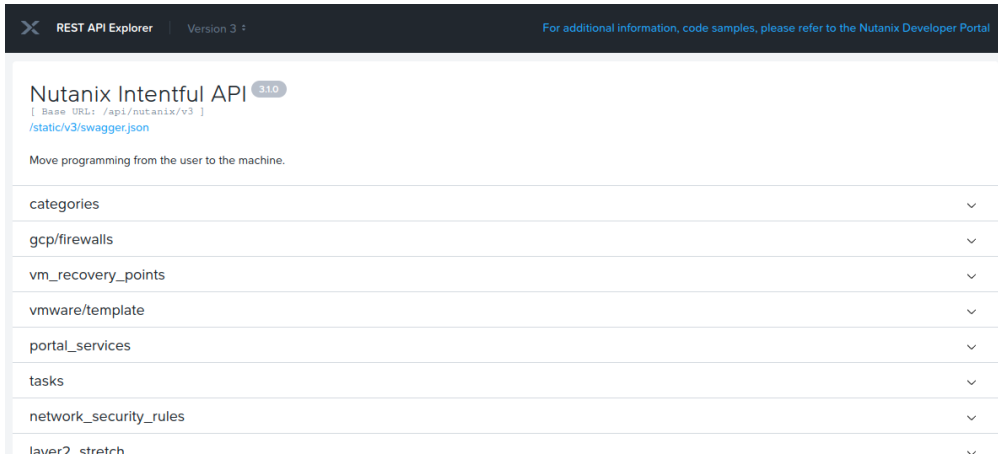 REST API Explorer Version 3 For additional information, code samples, please refer to the Nutanix Developer Portal
Nutanix Intentful API 3.1.0
[ Base URL: /api/nutanix/v3 ]
/static/v3/swagger.json
Move programming from the user to the machine.
categories
gcp/firewalls
vm_recovery_points
vmware/template
portal_services
tasks
network_security_rules
layer2_stretch